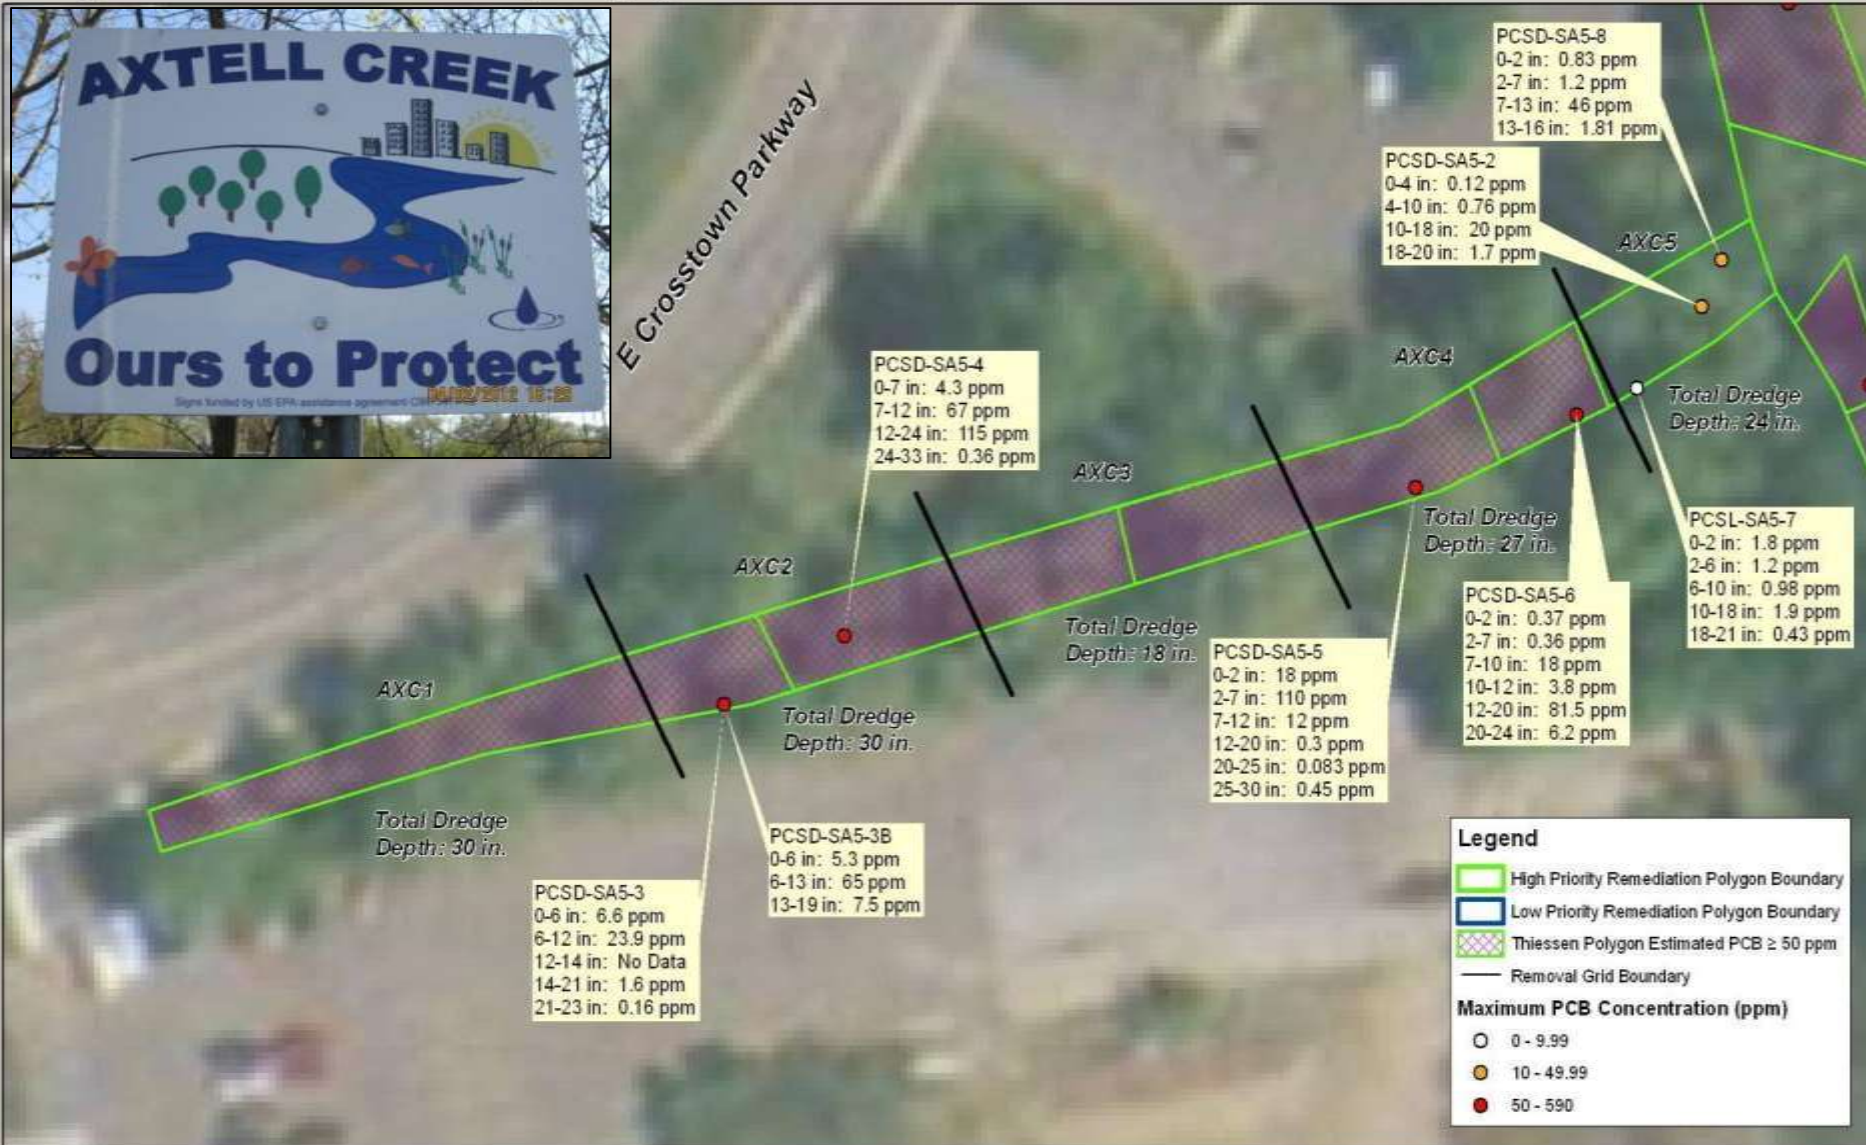 AXTELL CREEK
Ours to Protect
Signs funded by US EPA assistance agreement
16:26
E Crosstown Parkway
PCSD-SA5-8
0-2 in: 0.83 ppm
2-7 in: 1.2 ppm
7-13 in: 46 ppm
13-16 in: 1.81 ppm
PCSD-SA5-2
0-4 in: 0.12 ppm
4-10 in: 0.76 ppm
10-18 in: 20 ppm
18-20 in: 1.7 ppm
AXC5
Total Dredge
Depth: 24 in.
PCSD-SA5-4
0-7 in: 4.3 ppm
7-12 in: 67 ppm
12-24 in: 115 ppm
24-33 in: 0.36 ppm
AXC4
Total Dredge
Depth: 27 in.
AXC3
Total Dredge
Depth: 18 in.
AXC2
Total Dredge
Depth: 30 in.
AXC1
Total Dredge
Depth: 30 in.
PCSL-SA5-7
0-2 in: 1.8 ppm
2-6 in: 1.2 ppm
6-10 in: 0.98 ppm
10-18 in: 1.9 ppm
18-21 in: 0.43 ppm
PCSD-SA5-6
0-2 in: 0.37 ppm
2-7 in: 0.36 ppm
7-10 in: 18 ppm
10-12 in: 3.8 ppm
12-20 in: 81.5 ppm
20-24 in: 6.2 ppm
PCSD-SA5-5
0-2 in: 18 ppm
2-7 in: 110 ppm
7-12 in: 12 ppm
12-20 in: 0.3 ppm
20-25 in: 0.083 ppm
25-30 in: 0.45 ppm
PCSD-SA5-3B
0-6 in: 5.3 ppm
6-13 in: 65 ppm
13-19 in: 7.5 ppm
PCSD-SA5-3
0-6 in: 6.6 ppm
6-12 in: 23.9 ppm
12-14 in: No Data
14-21 in: 1.6 ppm
21-23 in: 0.16 ppm
Legend
High Priority Remediation Polygon Boundary
Low Priority Remediation Polygon Boundary
Thiessen Polygon Estimated PCB ≥ 50 ppm
Removal Grid Boundary
Maximum PCB Concentration (ppm)
0 - 9.99
10 - 49.99
50 - 590